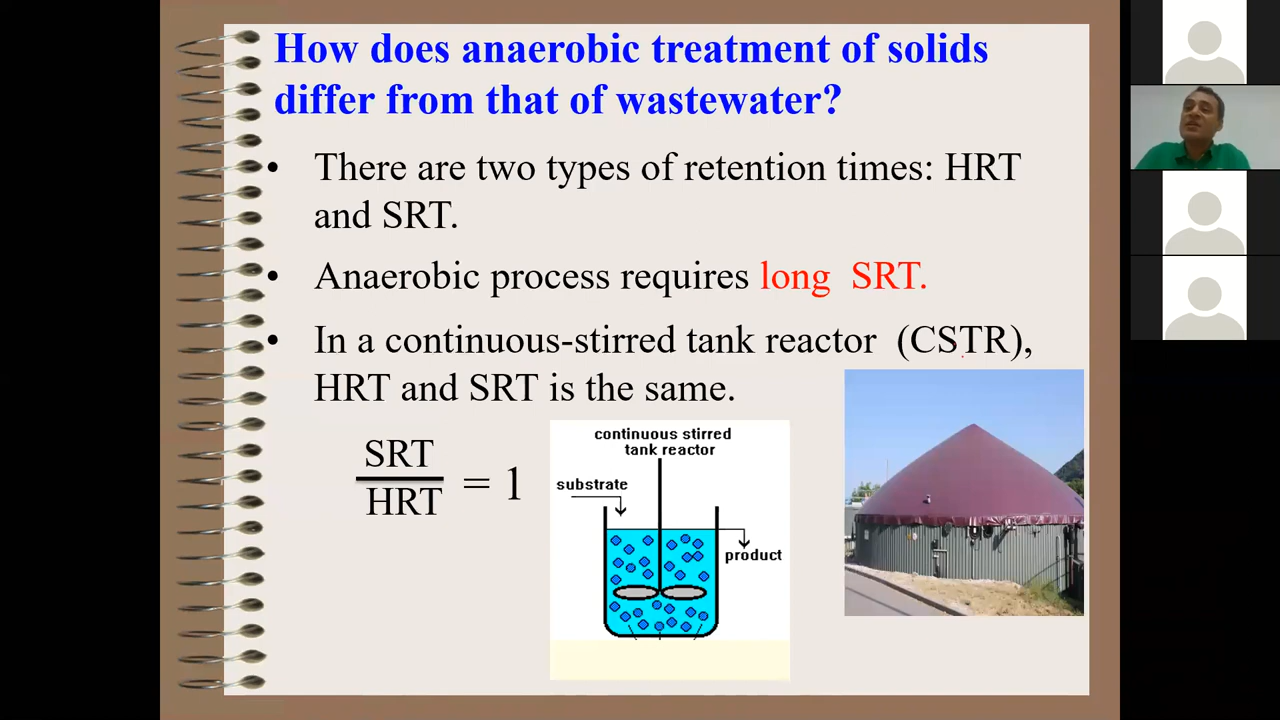 How does anaerobic treatment of solids
differ from that of wastewater?
• There are two types of retention times: HRT
and SRT.
• Anaerobic process requires long SRT.
• In a continuous-stirred tank reactor (CSTR),
HRT and SRT is the same.
SRT
HRT
= 1
continuous stirred
tank reactor
substrate
product